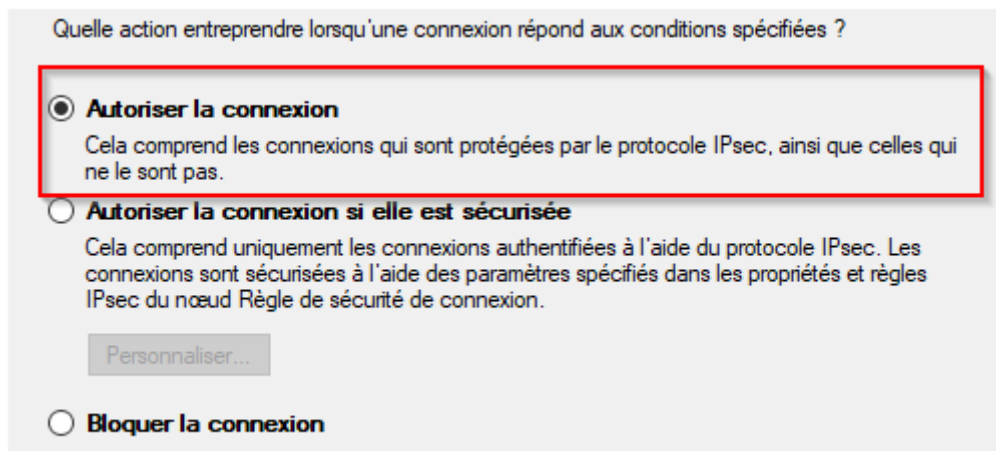 Quelle action entreprendre lorsqu'une connexion répond aux conditions spécifiées ?
Autoriser la connexion
Cela comprend les connexions qui sont protégées par le protocole IPsec, ainsi que celles qui
ne le sont pas.
Autoriser la connexion si elle est sécurisée
Cela comprend uniquement les connexions authentifiées à l'aide du protocole IPsec. Les
connexions sont sécurisées à l'aide des paramètres spécifiés dans les propriétés et règles
IPsec du nœud Règle de sécurité de connexion.
Personnaliser...
Bloquer la connexion